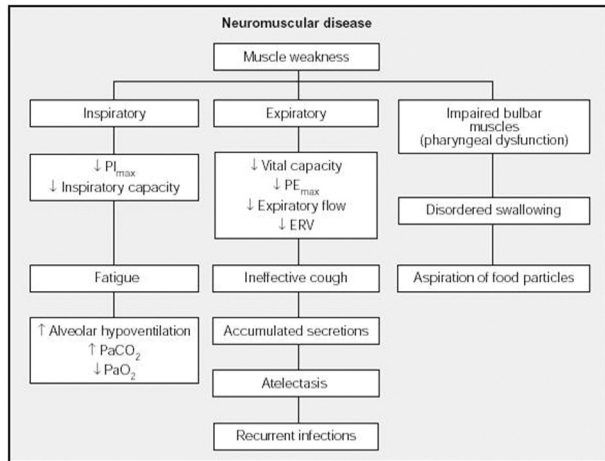 Neuromuscular disease
Muscle weakness
Inspiratory
Expiratory
Impaired bulbar
muscles
(pharyngeal dysfunction)
↓ PImax
↓ Inspiratory capacity
↓ Vital capacity
↓ PEmax
↓ Expiratory flow
↓ ERV
Disordered swallowing
Fatigue
Ineffective cough
Aspiration of food particles
↑ Alveolar hypoventilation
↑ PaCO2
↓ PaO2
Accumulated secretions
Atelectasis
Recurrent infections